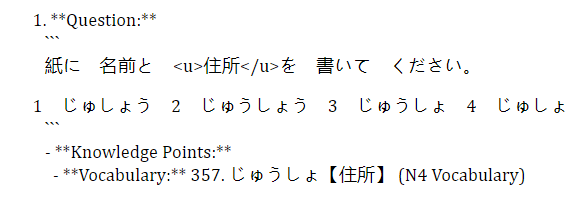 1. **Question:**
```
紙に　名前と　<u>住所</u>を　書いて　ください。
1　じゅしょう　2　じゅうしょう　3　じゅうしょ　4　じゅしょ
```
- **Knowledge Points:**
- **Vocabulary:** 357. じゅうしょ【住所】 (N4 Vocabulary)